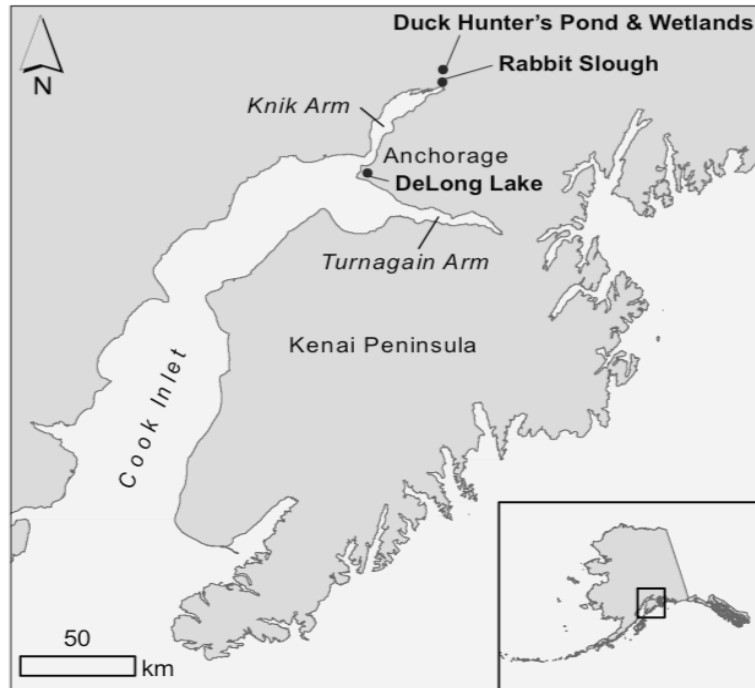 Duck Hunter's Pond & Wetlands
Rabbit Slough
N
Knik Arm
Anchorage
DeLong Lake
Turnagain Arm
Kenai Peninsula
Cook Inlet
50
km